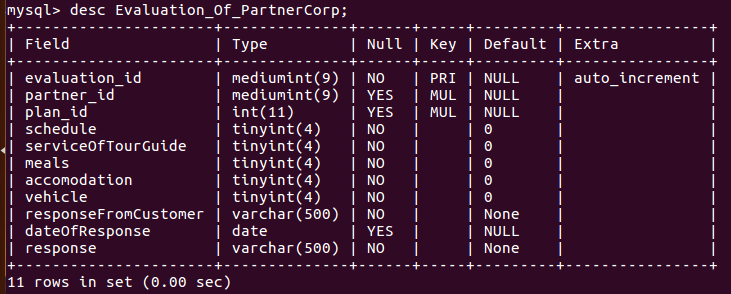 mysql> desc Evaluation_Of_PartnerCorp;
+----------------------+--------------+------+-----+---------+----------------+
| Field                | Type         | Null | Key | Default | Extra          |
+----------------------+--------------+------+-----+---------+----------------+
| evaluation_id        | mediumint(9) | NO   | PRI | NULL    | auto_increment |
| partner_id           | mediumint(9) | YES  | MUL | NULL    |                |
| plan_id              | int(11)      | YES  | MUL | NULL    |                |
| schedule             | tinyint(4)   | NO   |     | 0       |                |
| serviceOfTourGuide   | tinyint(4)   | NO   |     | 0       |                |
| meals                | tinyint(4)   | NO   |     | 0       |                |
| accomodation         | tinyint(4)   | NO   |     | 0       |                |
| vehicle              | tinyint(4)   | NO   |     | 0       |                |
| responseFromCustomer | varchar(500) | NO   |     | None    |                |
| dateOfResponse       | date         | YES  |     | NULL    |                |
| response             | varchar(500) | NO   |     | None    |                |
+----------------------+--------------+------+-----+---------+----------------+
11 rows in set (0.00 sec)